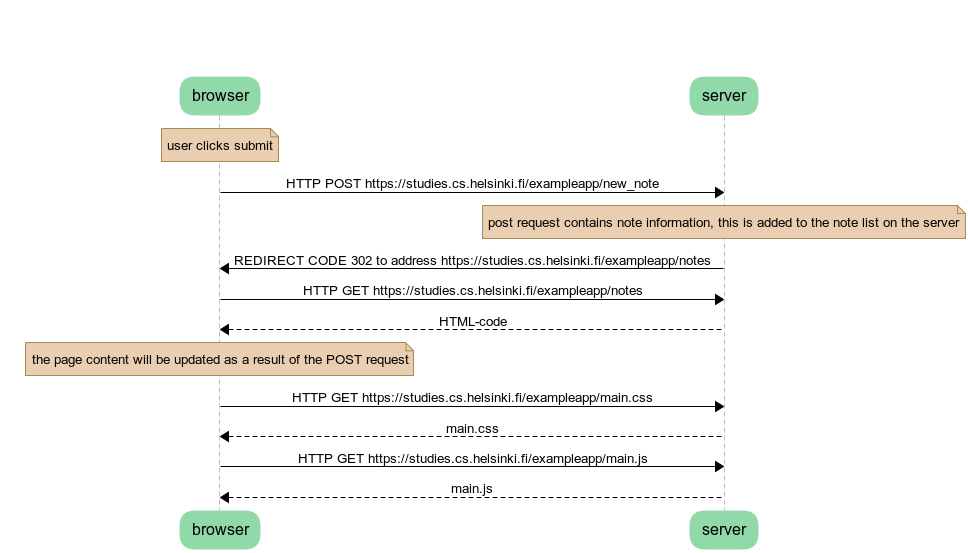 browser server
user clicks submit
HTTP POST https://studies.cs.helsinki.fi/exampleapp/new_note
post request contains note information, this is added to the note list on the server
REDIRECT CODE 302 to address https://studies.cs.helsinki.fi/exampleapp/notes
HTTP GET https://studies.cs.helsinki.fi/exampleapp/notes
HTML-code
the page content will be updated as a result of the POST request
HTTP GET https://studies.cs.helsinki.fi/exampleapp/main.css
main.css
HTTP GET https://studies.cs.helsinki.fi/exampleapp/main.js
main.js
browser server